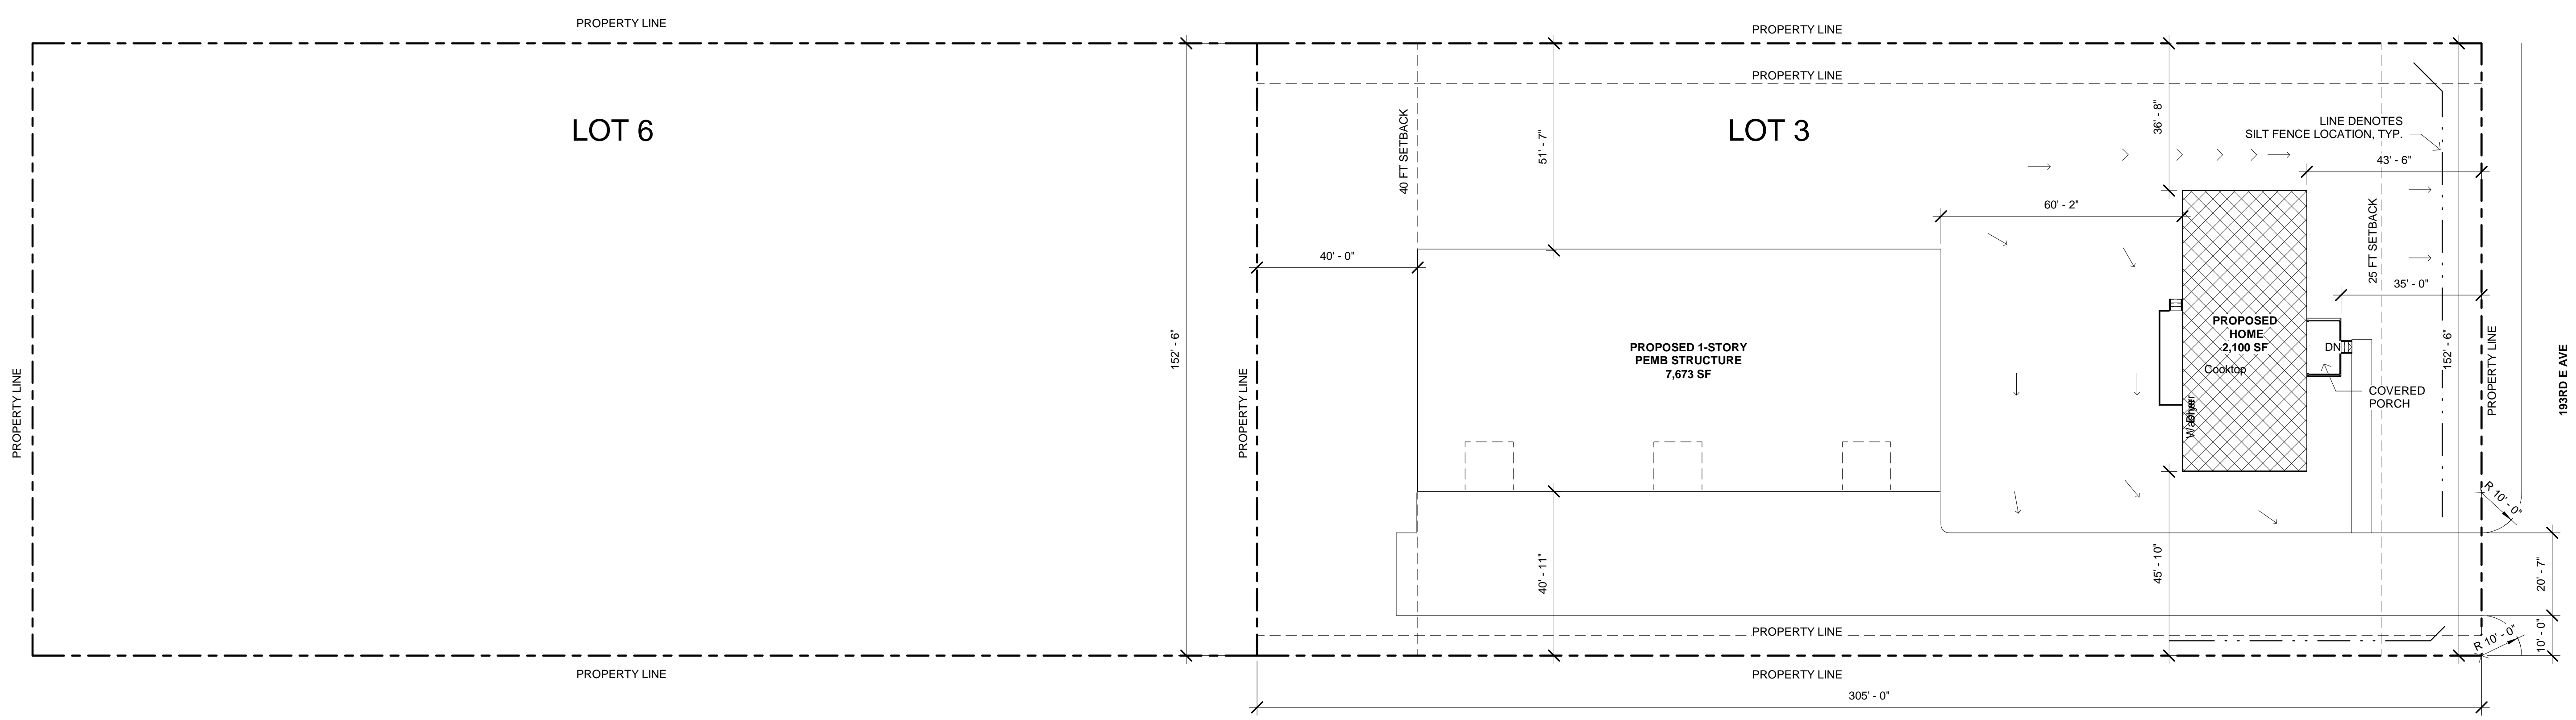 PROPERTY LINE
PROPERTY LINE
PROPERTY LINE
LOT 6
LOT 3
40 FT SETBACK
51' - 7"
36' - 8"
LINE DENOTES
SILT FENCE LOCATION, TYP.
43' - 6"
60' - 2"
25 FT SETBACK
40' - 0"
35' - 0"
152' - 6"
PROPOSED 1-STORY
PEMB STRUCTURE
7,673 SF
PROPOSED
HOME
2,100 SF
DN
Cooktop
COVERED
PORCH
152' - 6"
PROPERTY LINE
193RD E AVE
PROPERTY LINE
PROPERTY LINE
Washer
Dryer
R 10' - 0"
40' - 11"
45' - 10"
20' - 7"
10' - 0"
R 10' - 0"
PROPERTY LINE
PROPERTY LINE
PROPERTY LINE
305' - 0"